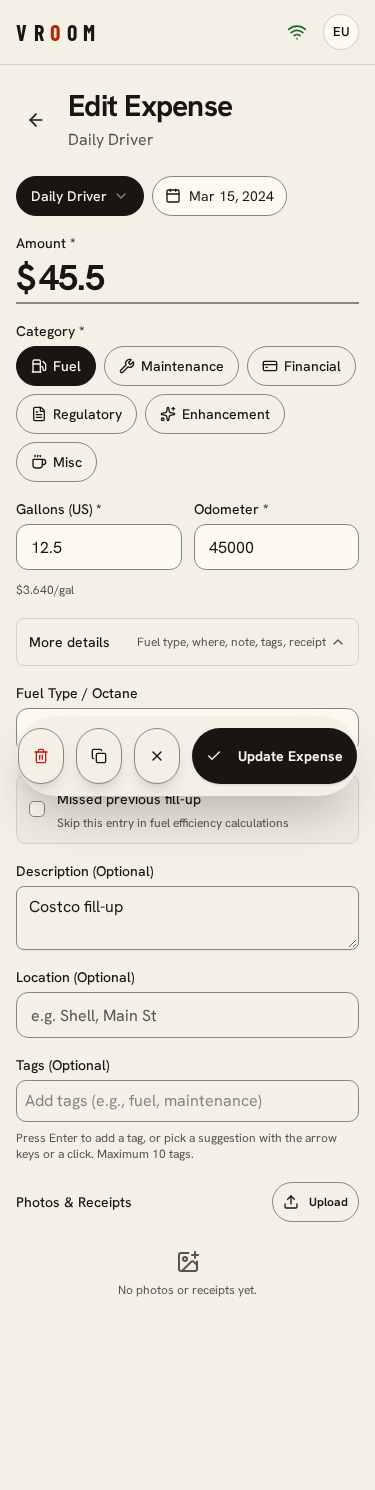 VROOM
EU
Edit Expense
Daily Driver
Daily Driver
Mar 15, 2024
Amount *
$45.5
Category *
Fuel
Maintenance
Financial
Regulatory
Enhancement
Misc
Gallons (US) *
Odometer *
12.5
45000
$3.640/gal
More details
Fuel type, where, note, tags, receipt
Fuel Type / Octane
Update Expense
Missed previous fill-up
Skip this entry in fuel efficiency calculations
Description (Optional)
Costco fill-up
Location (Optional)
e.g. Shell, Main St
Tags (Optional)
Add tags (e.g., fuel, maintenance)
Press Enter to add a tag, or pick a suggestion with the arrow
keys or a click. Maximum 10 tags.
Photos & Receipts
Upload
No photos or receipts yet.